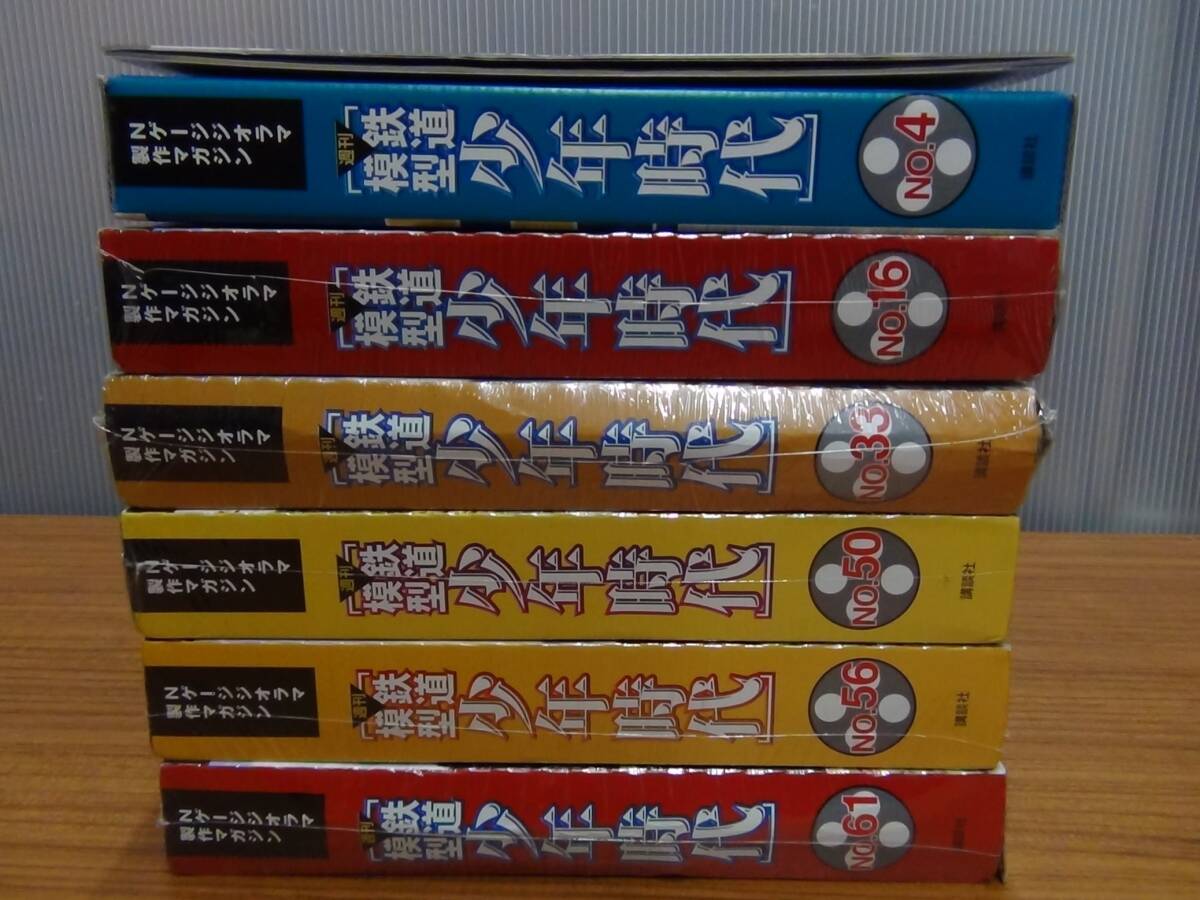 Nゲージジオラマ
製作マガジン
週刊
「鉄道模型
少年時代」
NO.4
講談社
Nゲージジオラマ
製作マガジン
週刊
「鉄道模型
少年時代」
NO.16
Nゲージジオラマ
製作マガジン
週刊
「鉄道模型
少年時代」
NO.33
講談社
Nゲージジオラマ
製作マガジン
週刊
「鉄道模型
少年時代」
NO.50
講談社
Nゲージジオラマ
製作マガジン
週刊
「鉄道模型
少年時代」
NO.56
講談社
Nゲージジオラマ
製作マガジン
週刊
「鉄道模型
少年時代」
NO.61